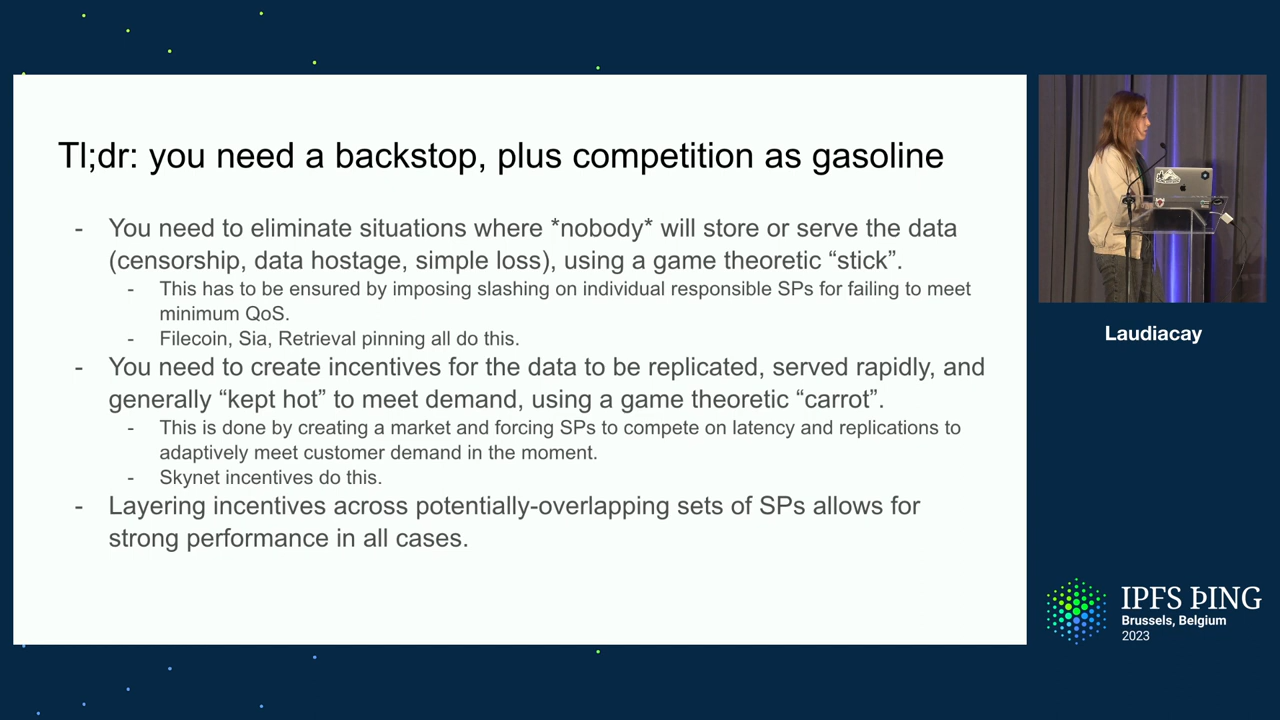 Tl;dr: you need a backstop, plus competition as gasoline
- You need to eliminate situations where *nobody* will store or serve the data
(censorship, data hostage, simple loss), using a game theoretic “stick”.
- This has to be ensured by imposing slashing on individual responsible SPs for failing to meet
minimum QoS.
- Filecoin, Sia, Retrieval pinning all do this.
- You need to create incentives for the data to be replicated, served rapidly, and
generally “kept hot” to meet demand, using a game theoretic “carrot”.
- This is done by creating a market and forcing SPs to compete on latency and replications to
adaptively meet customer demand in the moment.
- Skynet incentives do this.
- Layering incentives across potentially-overlapping sets of SPs allows for
strong performance in all cases.
Laudiacay
IPFS ÞING
Brussels, Belgium
2023